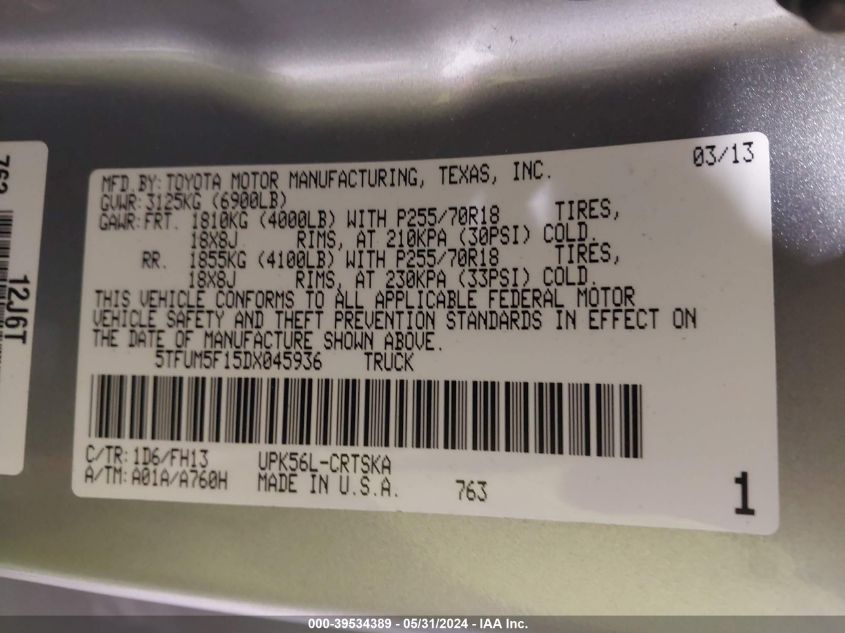 MFD.BY:TOYOTA MOTOR MANUFACTURING, TEXAS, INC. 03/13
GVWR:3125KG (6900LB)
GAWR:FRT. 1810KG (4000LB) WITH P255/70R18 TIRES,
18X8J RIMS, AT 210KPA (30PSI) COLD.
RR. 1855KG (4100LB) WITH P255/70R18 TIRES,
18X8J RIMS, AT 230KPA (33PSI) COLD.
THIS VEHICLE CONFORMS TO ALL APPLICABLE FEDERAL MOTOR
VEHICLE SAFETY AND THEFT PREVENTION STANDARDS IN EFFECT ON
THE DATE OF MANUFACTURE SHOWN ABOVE.
5TFUM5F15DX045936 TRUCK
C/TR:1D6/FH13 UPK56L-CRTSKA
A/TM:A01A/A760H MADE IN U.S.A. 763 1
763
12J6T
000-39534389 - 05/31/2024 - IAAI Inc.